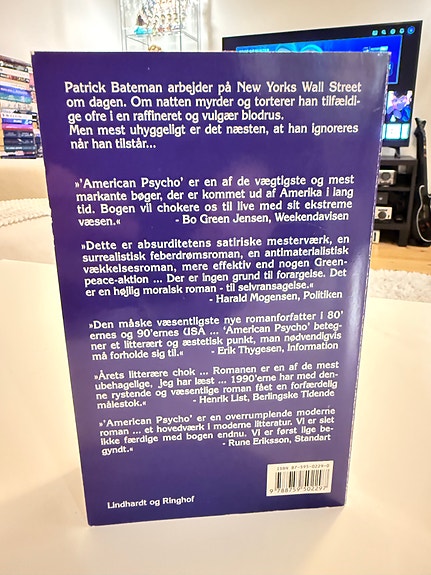 Patrick Bateman arbejder på New Yorks Wall Street
om dagen. Om natten myrder og torterer han tilfældi-
ge ofre i en raffineret og vulgær blodrus.
Men mest uhyggeligt er det næsten, at han ignoreres
når han tilstår...
»'American Psycho' er en af de vægtigste og mest
markante bøger, der er kommet ud af Amerika i lang
tid. Bogen vil chokere os til live med sit ekstreme
væsen.« - Bo Green Jensen, Weekendavisen
»Dette er absurditetens satiriske mesterværk, en
surrealistisk feberdrømsroman, en antimaterialistisk
vækkelsesroman, mere effektiv end nogen Green-
peace-aktion ... Der er ingen grund til forargelse. Det
er en højlig moralsk roman - til selvransagelse.«
- Harald Mogensen, Politiken
»Den måske væsentligste nye romanforfatter i 80'
ernes og 90'ernes USA ... 'American Psycho' beteg-
ner et litterært og æstetisk punkt, man nødvendigvis
må forholde sig til.« - Erik Thygesen, Information
»Årets litterære chok ... Romanen er en af de mest
ubehagelige, jeg har læst ... 1990'erne har med den-
ne rystende og væsentlige roman fået en forfærdelig
målestok.« - Henrik List, Berlingske Tidende
»'American Psycho' er en overrumplende moderne
roman ... et hovedværk i moderne litteratur. Vi er slet
ikke færdige med bogen endnu. Vi er først lige be-
gyndt.« - Rune Eriksson, Standart
ISBN 87-595-0229-0
9 788759 502297
Lindhardt og Ringhof